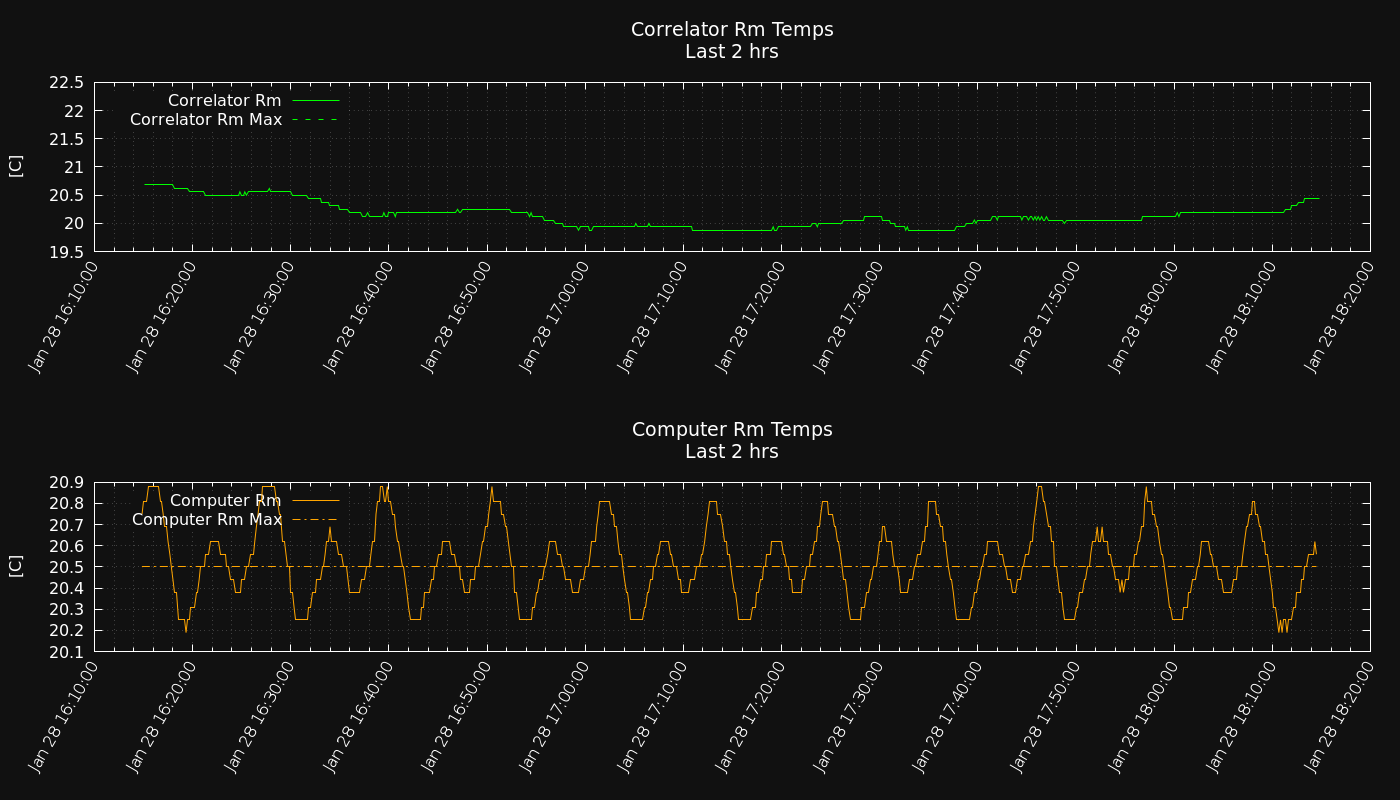 Correlator Rm Temps
Last 2 hrs
22.5
22
21.5
21
20.5
20
19.5
[C]
Correlator Rm
Correlator Rm Max
Jan 28 16:10:00
Jan 28 16:20:00
Jan 28 16:30:00
Jan 28 16:40:00
Jan 28 16:50:00
Jan 28 17:00:00
Jan 28 17:10:00
Jan 28 17:20:00
Jan 28 17:30:00
Jan 28 17:40:00
Jan 28 17:50:00
Jan 28 18:00:00
Jan 28 18:10:00
Jan 28 18:20:00
Computer Rm Temps
Last 2 hrs
20.9
20.8
20.7
20.6
20.5
20.4
20.3
20.2
20.1
[C]
Computer Rm
Computer Rm Max
Jan 28 16:10:00
Jan 28 16:20:00
Jan 28 16:30:00
Jan 28 16:40:00
Jan 28 16:50:00
Jan 28 17:00:00
Jan 28 17:10:00
Jan 28 17:20:00
Jan 28 17:30:00
Jan 28 17:40:00
Jan 28 17:50:00
Jan 28 18:00:00
Jan 28 18:10:00
Jan 28 18:20:00